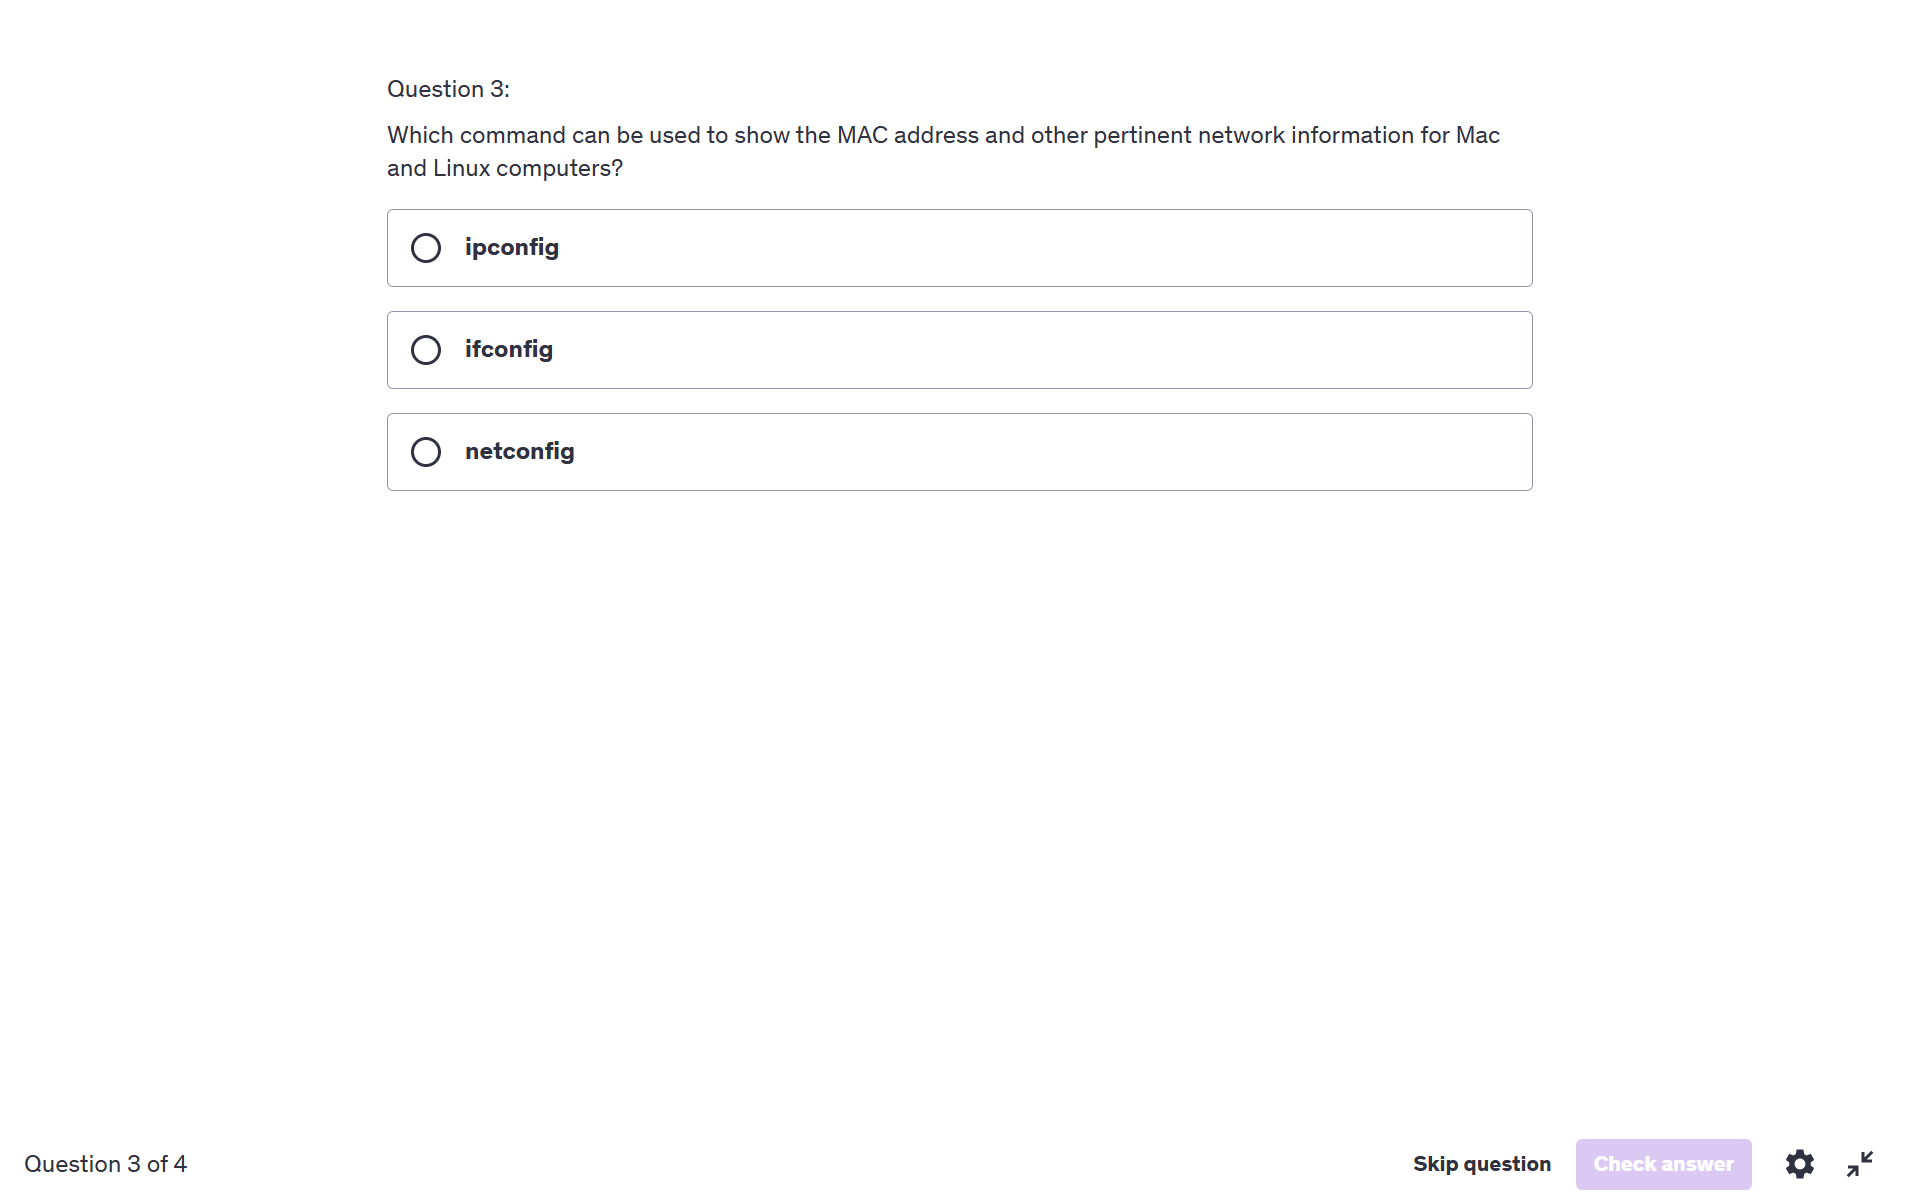 Question 3:
Which command can be used to show the MAC address and other pertinent network information for Mac
and Linux computers?
ipconfig
ifconfig
netconfig
Question 3 of 4
Skip question
Check answer